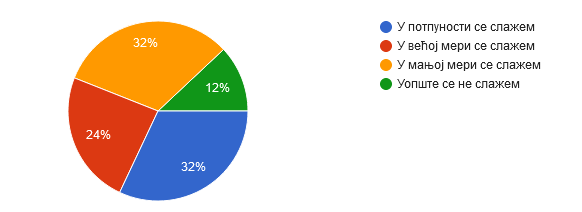 32%
12%
24%
32%
У потпуности се слажем
У већој мери се слажем
У мањој мери се слажем
Уопште се не слажем